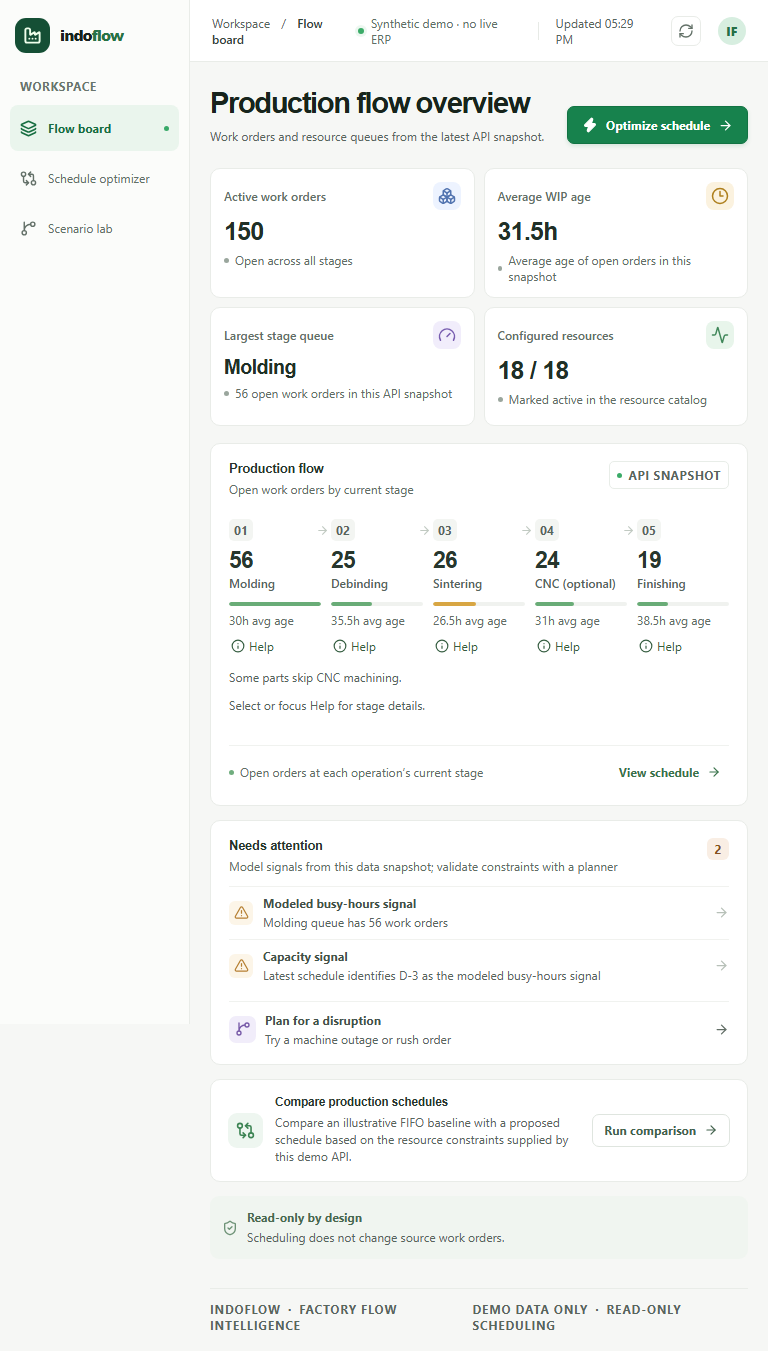 indoflow
WORKSPACE
Flow board
Schedule optimizer
Scenario lab
Workspace / Flow
board
Synthetic demo · no live
ERP
Updated 05:29
PM
IF
Production flow overview
Work orders and resource queues from the latest API snapshot.
Optimize schedule
Active work orders
150
Open across all stages
Average WIP age
31.5h
Average age of open orders in this
snapshot
Largest stage queue
Molding
56 open work orders in this API snapshot
Configured resources
18 / 18
Marked active in the resource catalog
Production flow
Open work orders by current stage
API SNAPSHOT
01
56
Molding
30h avg age
Help
02
25
Debinding
35.5h avg age
Help
03
26
Sintering
26.5h avg age
Help
04
24
CNC (optional)
31h avg age
Help
05
19
Finishing
38.5h avg age
Help
Some parts skip CNC machining.
Select or focus Help for stage details.
Open orders at each operation's current stage
View schedule
Needs attention
2
Model signals from this data snapshot; validate constraints with a planner
Modeled busy-hours signal
Molding queue has 56 work orders
Capacity signal
Latest schedule identifies D-3 as the modeled busy-hours signal
Plan for a disruption
Try a machine outage or rush order
Compare production schedules
Compare an illustrative FIFO baseline with a proposed
schedule based on the resource constraints supplied by
this demo API.
Run comparison
Read-only by design
Scheduling does not change source work orders.
INDOFLOW · FACTORY FLOW
INTELLIGENCE
DEMO DATA ONLY · READ-ONLY
SCHEDULING